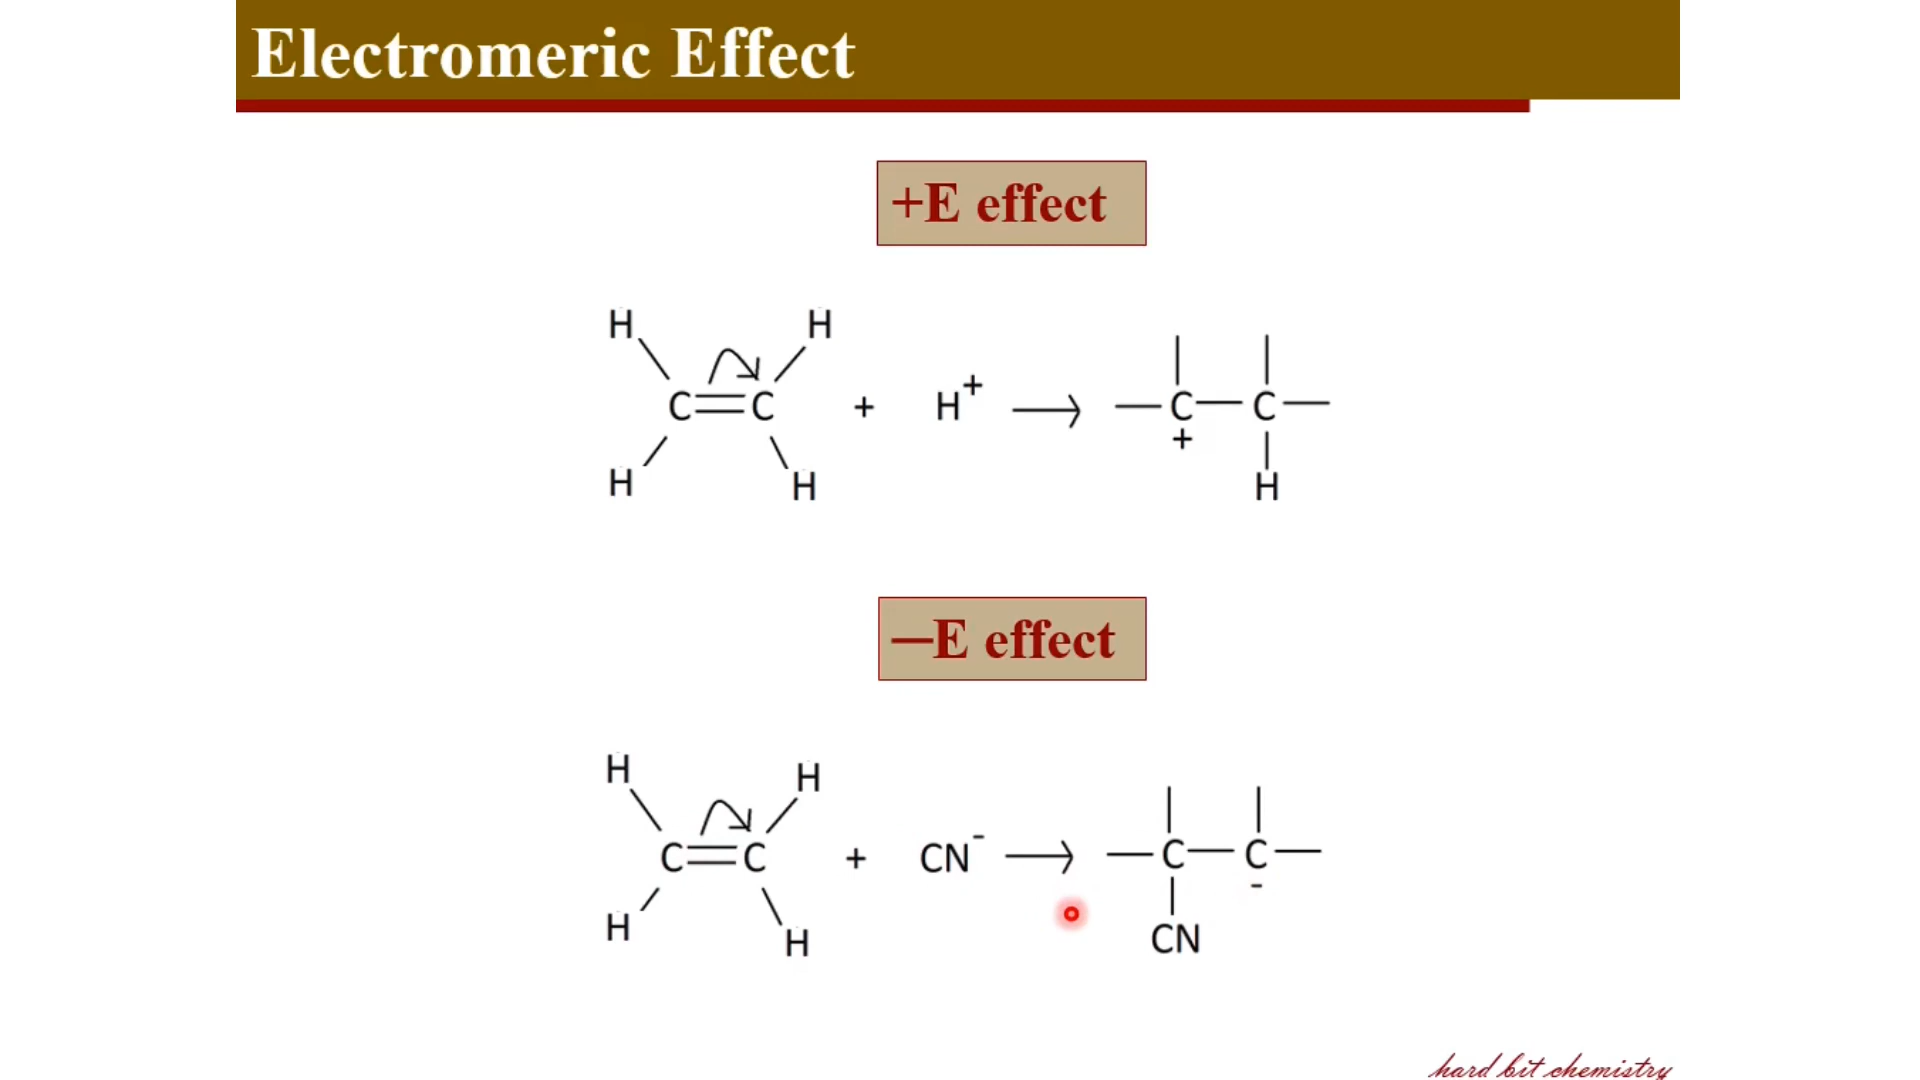 Electromeric Effect
+E effect
H H
C=C + H⁺ → —C—C—
+
H H H
—E effect
H H
C=C + CN⁻ → —C—C—
-
H H CN
hard bit chemistry